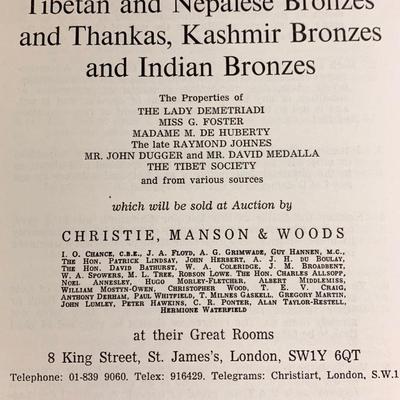 Tibetan and Nepalese Bronzes
and Thankas, Kashmir Bronzes
and Indian Bronzes
The Properties of
THE LADY DEMETRIADI
MISS G. FOSTER
MADAME M. DE HUBERTY
The late RAYMOND JOHNES
MR. JOHN DUGGER and MR. DAVID MEDALLA
THE TIBET SOCIETY
and from various sources
which will be sold at Auction by
CHRISTIE, MANSON & WOODS
I. O. CHANCE, C.B.E., J. A. FLOYD, A. G. GRIMWADE, GUY HANNEN, M.C.,
THE HON. PATRICK LINDSAY, JOHN HERBERT, A. J. H. DU BOULAY,
THE HON. DAVID BATHURST, W. A. COLERIDGE, J. M. BROADBENT,
W. A. SPOWERS, M. L. TREE, ROBSON LOWE. THE HON. CHARLES ALLSOPP,
NOEL ANNESLEY, HUGO MORLEY-FLETCHER, ALBERT MIDDLEMISS,
WILLIAM MOSTYN-OWEN, CHRISTOPHER WOOD, T. E. V. CRAIG,
ANTHONY DERHAM, PAUL WHITFIELD, T. MILNES GASKELL, GREGORY MARTIN,
JOHN LUMLEY, PETER HAWKINS, C. R. PONTER, ALAN TAYLOR-RESTELL,
HERMIONE WATERFIELD
at their Great Rooms
8 King Street, St. James's, London, SW1Y 6QT
Telephone: 01-839 9060. Telex: 916429. Telegrams: Christiart, London, S.W.1